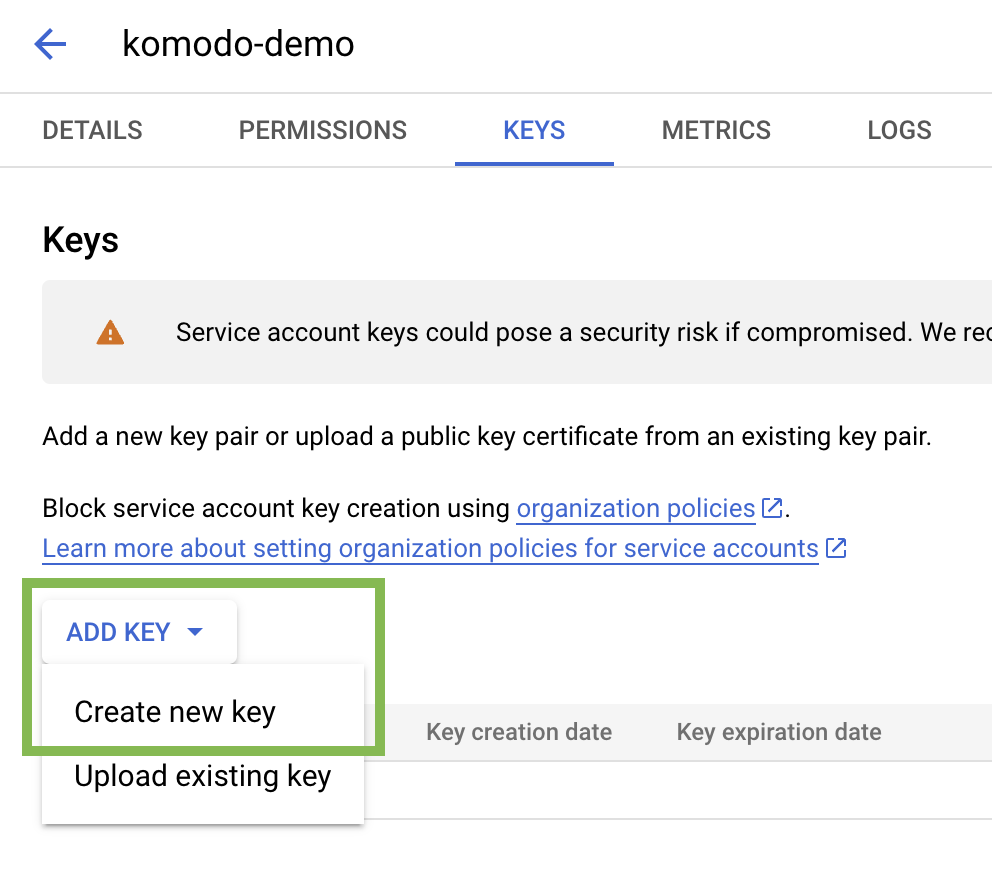 komodo-demo
DETAILS PERMISSIONS KEYS METRICS LOGS
Keys
Service account keys could pose a security risk if compromised. We rec
Add a new key pair or upload a public key certificate from an existing key pair.
Block service account key creation using organization policies.
Learn more about setting organization policies for service accounts
ADD KEY
Create new key
Key creation date Key expiration date
Upload existing key